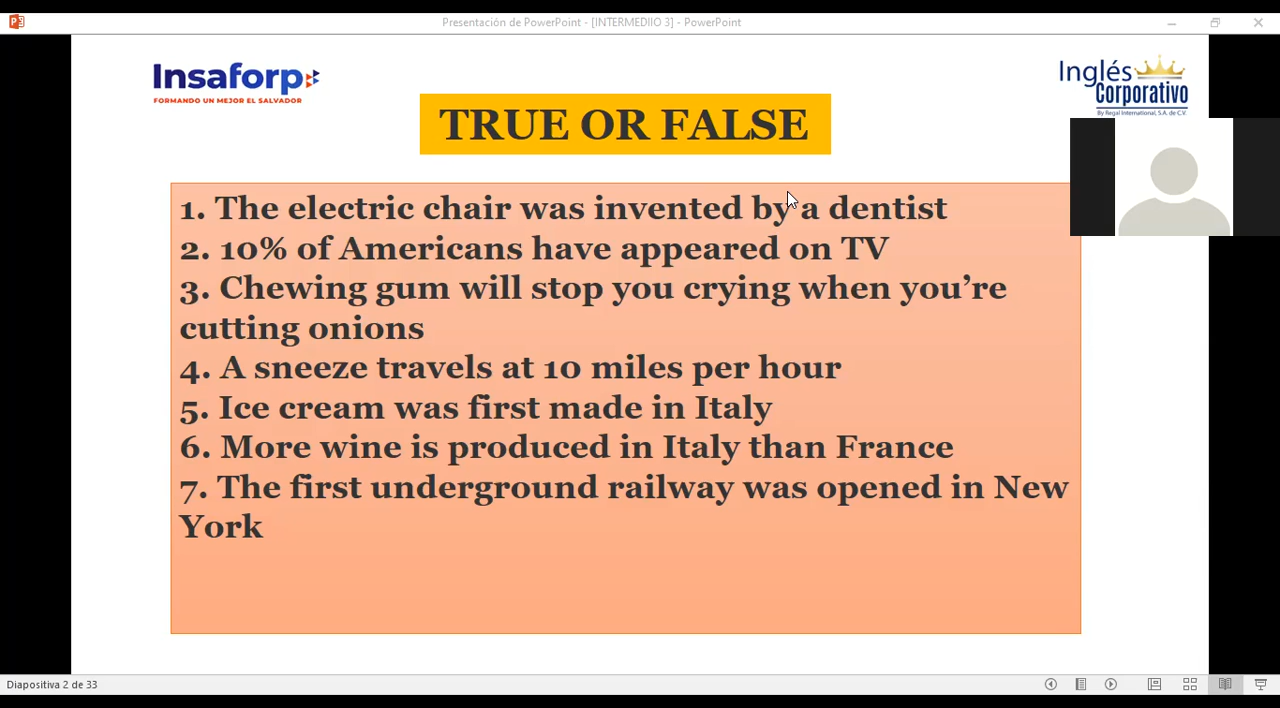 Presentación de PowerPoint - [INTERMEDIIO 3] - PowerPoint
Insaforp
FORMANDO UN MEJOR EL SALVADOR
Inglés
Corporativo
By Regal International, S.A. de C.V.
TRUE OR FALSE
1. The electric chair was invented by a dentist
2. 10% of Americans have appeared on TV
3. Chewing gum will stop you crying when you’re
cutting onions
4. A sneeze travels at 10 miles per hour
5. Ice cream was first made in Italy
6. More wine is produced in Italy than France
7. The first underground railway was opened in New
York
Diapositiva 2 de 33